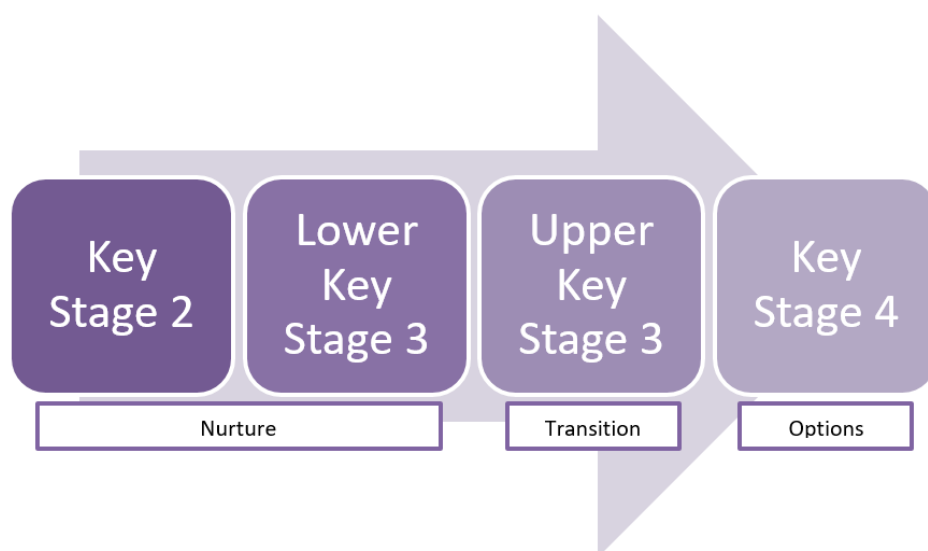 Key
Stage 2
Lower
Key
Stage 3
Upper
Key
Stage 3
Key
Stage 4
Nurture
Transition
Options